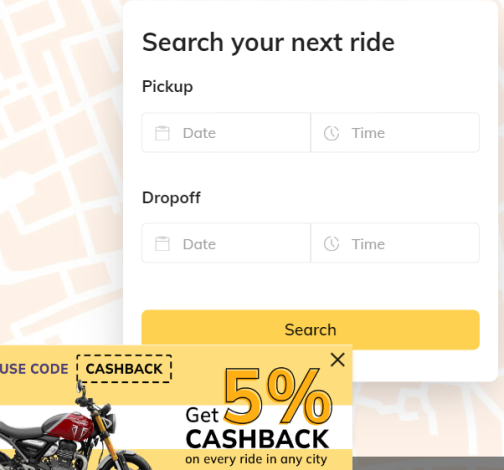 Search your next ride
Pickup
Date
Time
Dropoff
Date
Time
Search
USE CODE CASHBACK
Get 5%
CASHBACK
on every ride in any city